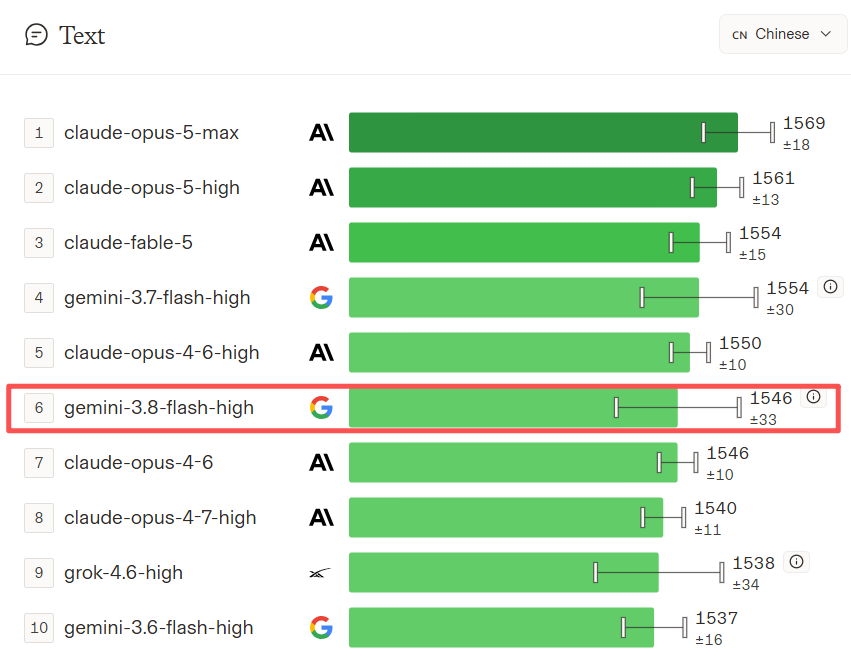 Text
CN Chinese
1 claude-opus-5-max 1569
±18
2 claude-opus-5-high 1561
±13
3 claude-fable-5 1554
±15
4 gemini-3.7-flash-high 1554
±30
5 claude-opus-4-6-high 1550
±10
6 gemini-3.8-flash-high 1546
±33
7 claude-opus-4-6 1546
±10
8 claude-opus-4-7-high 1540
±11
9 grok-4.6-high 1538
±34
10 gemini-3.6-flash-high 1537
±16